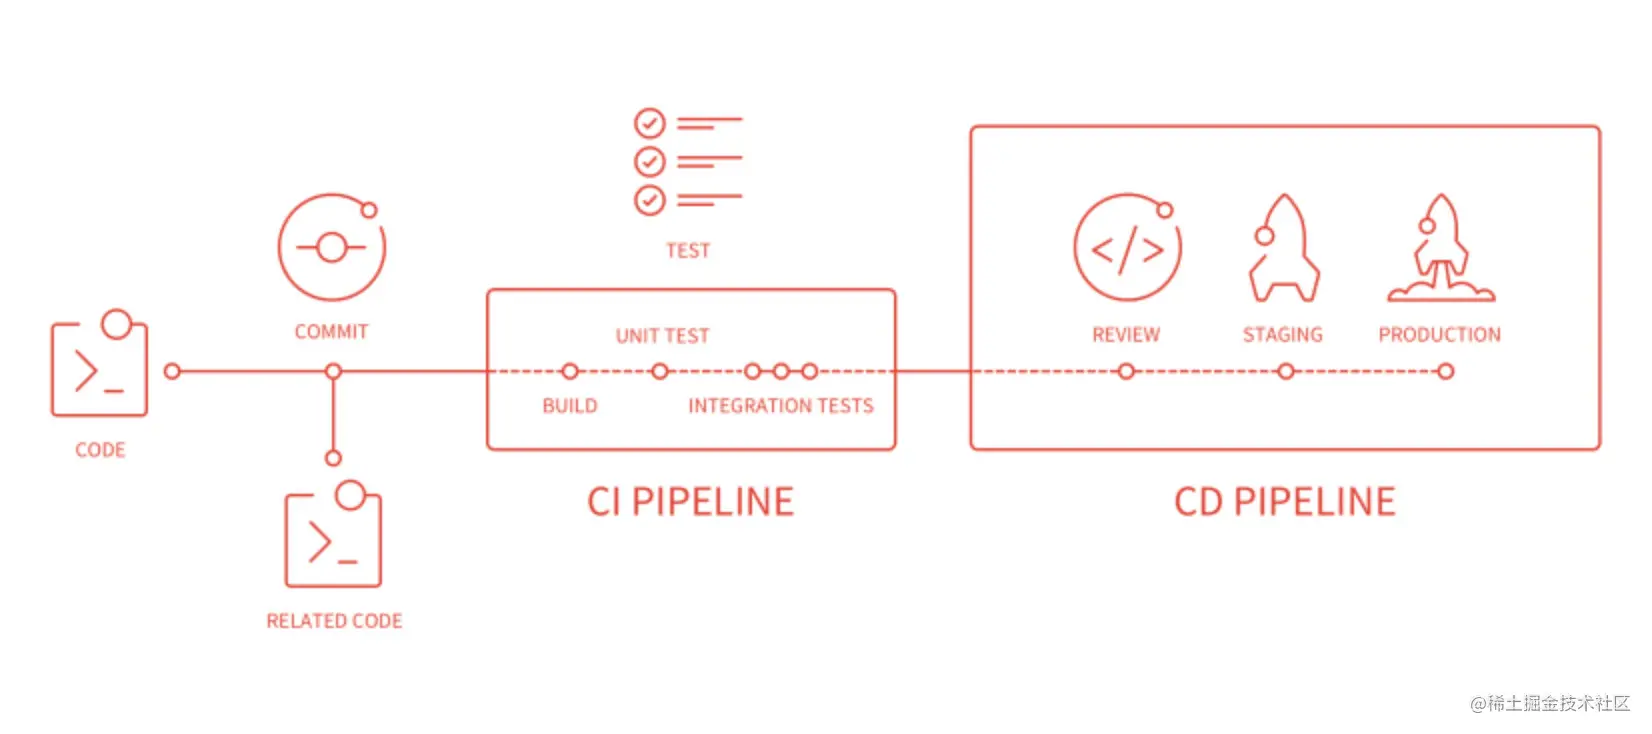 TEST
COMMIT
CODE
RELATED CODE
UNIT TEST
BUILD
INTEGRATION TESTS
CI PIPELINE
REVIEW
STAGING
PRODUCTION
CD PIPELINE
@稀土掘金技术社区